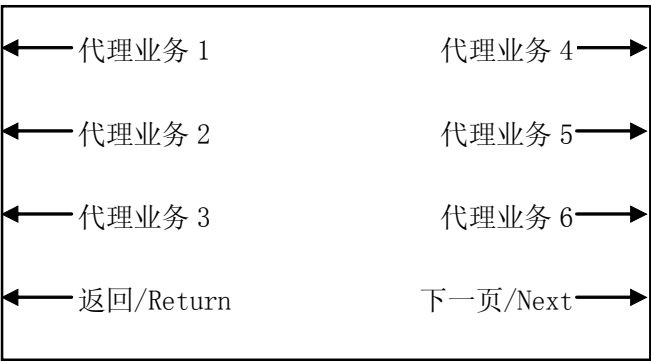 代理业务 1 代理业务 4
代理业务 2 代理业务 5
代理业务 3 代理业务 6
返回/Return 下一页/Next